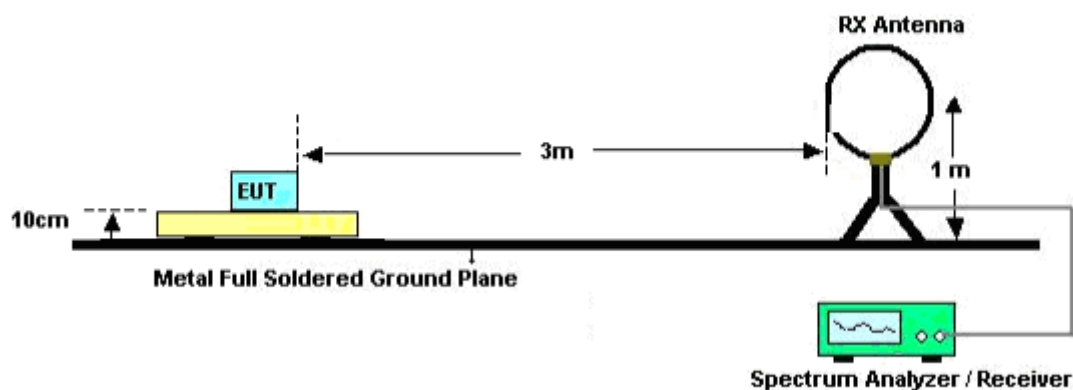 RX Antenna
3m
1 m
EUT
10cm
Metal Full Soldered Ground Plane
Spectrum Analyzer / Receiver